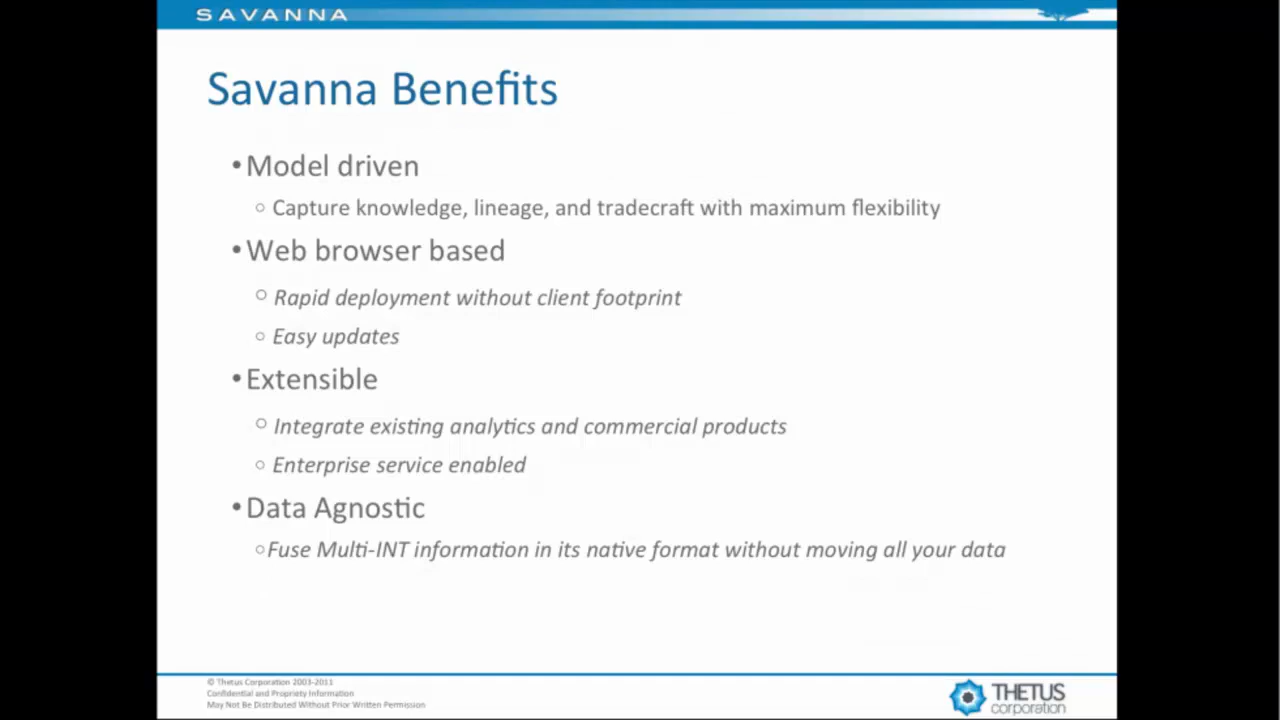 SAVANNA
Savanna Benefits
•Model driven
○ Capture knowledge, lineage, and tradecraft with maximum flexibility
•Web browser based
○ Rapid deployment without client footprint
○ Easy updates
•Extensible
○ Integrate existing analytics and commercial products
○ Enterprise service enabled
•Data Agnostic
○Fuse Multi-INT information in its native format without moving all your data
© Thetus Corporation 2003-2011
Confidential and Propriety Information
May Not Be Distributed Without Prior Written Permission
THETUS
corporation